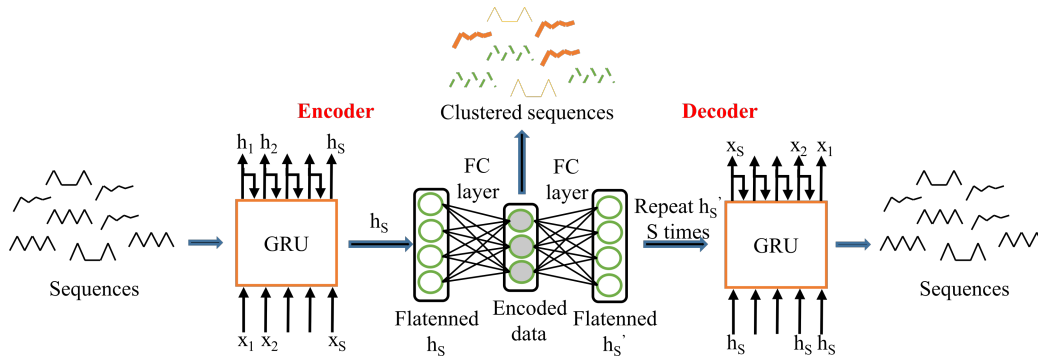 Clustered sequences
Encoder
Decoder
h1 h2 hS
xS x2 x1
FC
layer
FC
layer
GRU
hS
Repeat hS'
S times
GRU
Sequences
x1 x2 xS
Flatenned
hS
Encoded
data
Flatenned
hS'
hS hS hS
Sequences